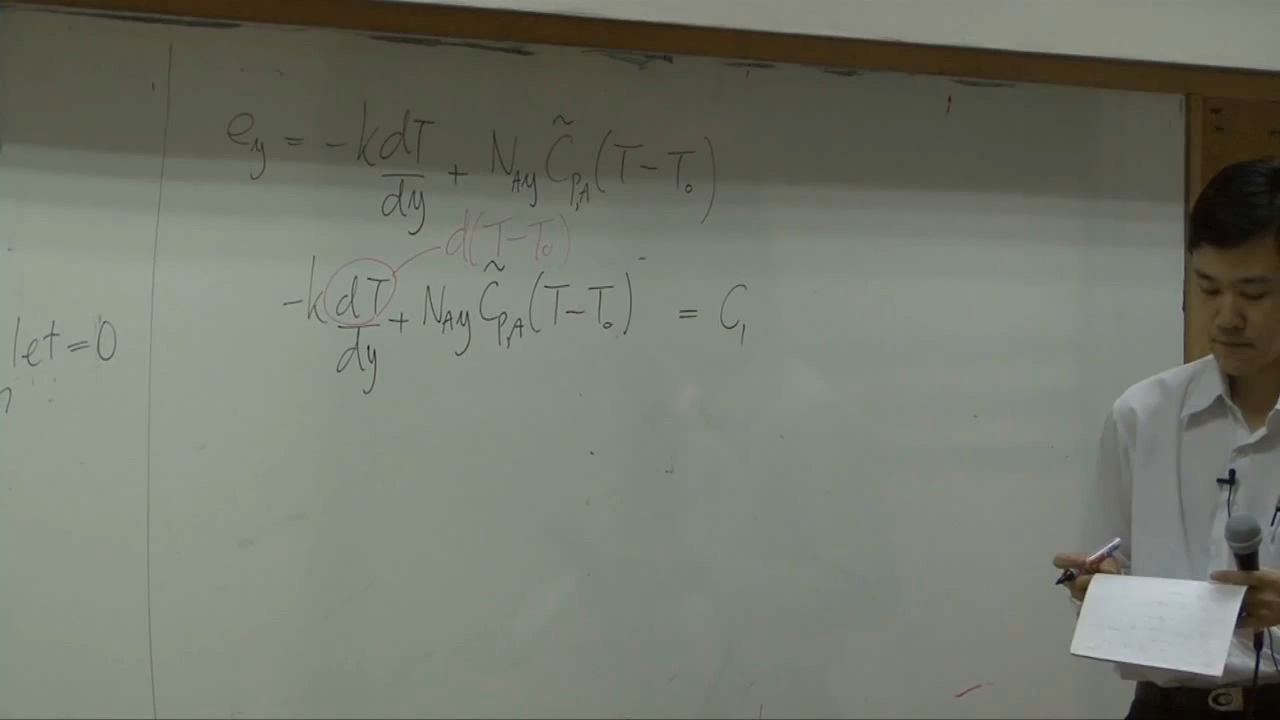 let = 0
e_y = -k dT/dy + N_Ay C̃_p,A (T - T_0)
d(T - T_0)
-k dT/dy + N_Ay C̃_p,A (T - T_0) = C_1